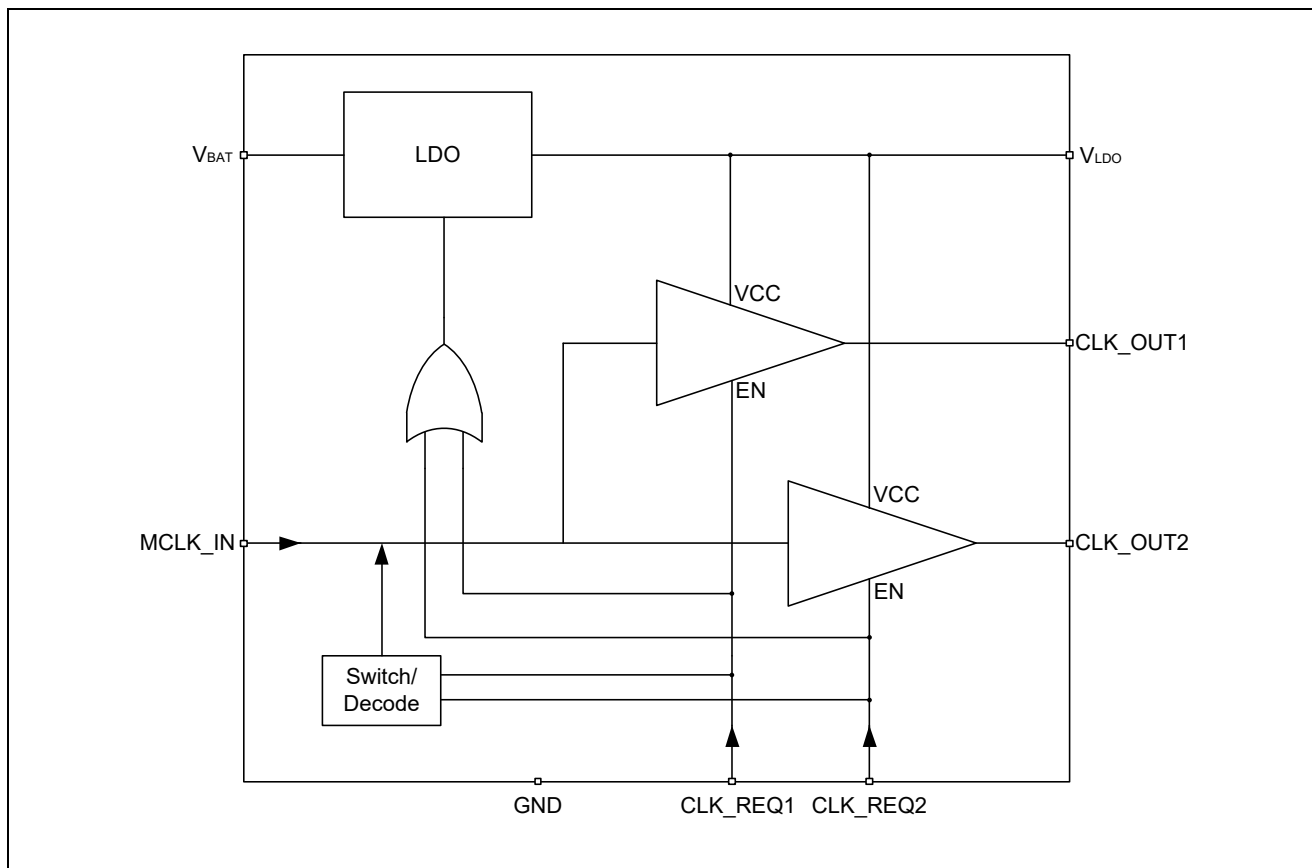 LDO
VBAT
VLDO
VCC
CLK_OUT1
EN
VCC
MCLK_IN
CLK_OUT2
EN
Switch/
Decode
GND
CLK_REQ1
CLK_REQ2